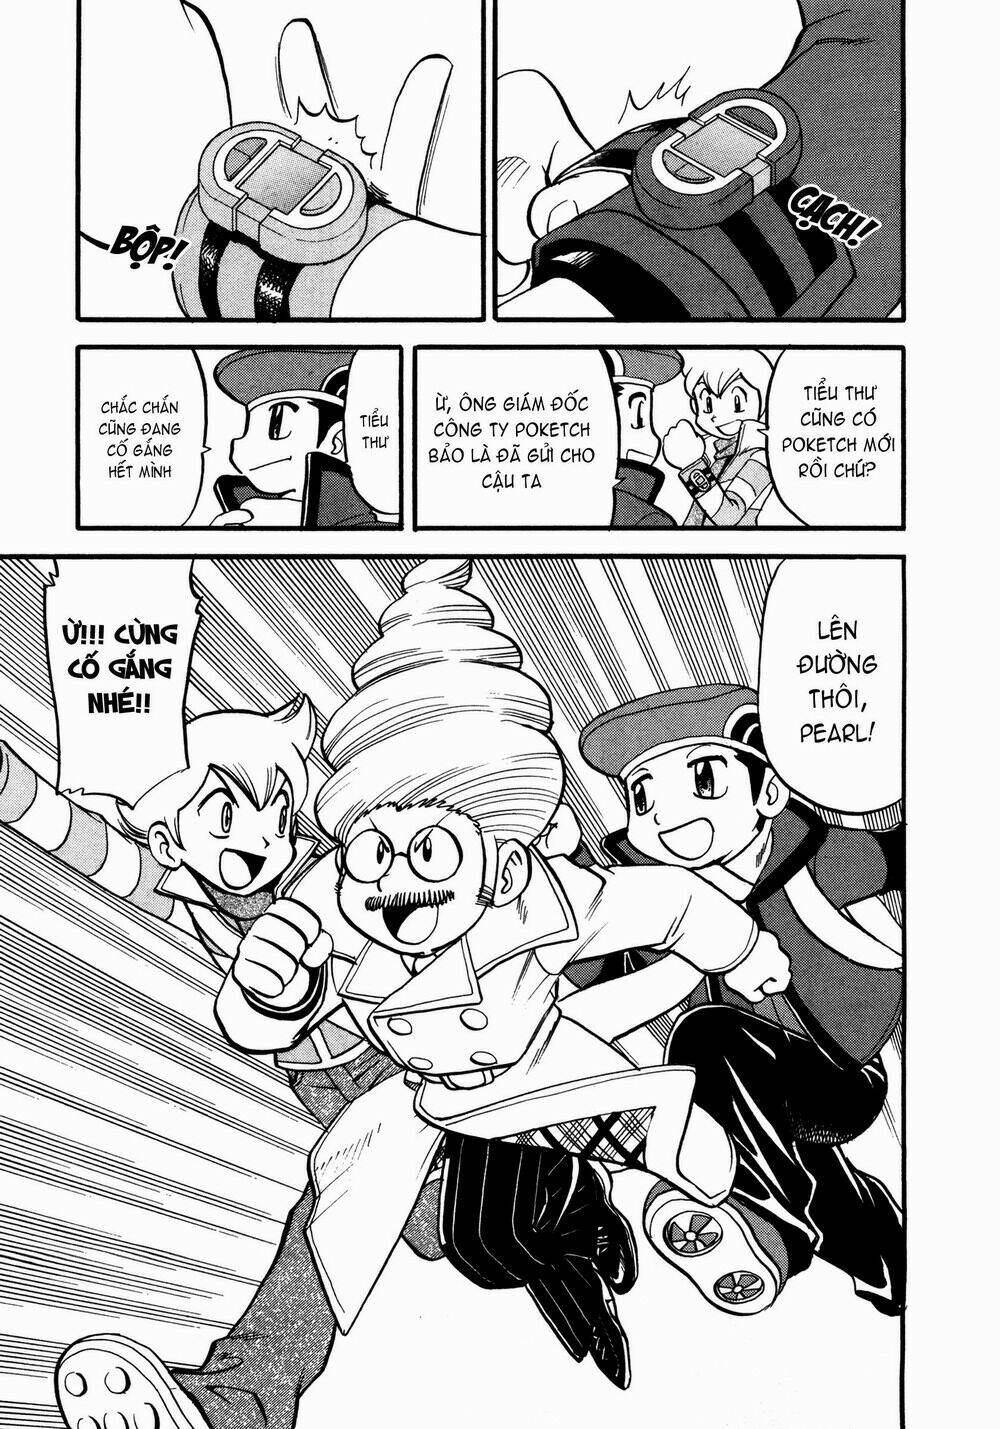 CẠCH!
BỘP!
TIỂU THƯ
CŨNG CÓ
POKETCH MỚI
RỒI CHỨ?
Ừ, ÔNG GIÁM ĐỐC
CÔNG TY POKETCH
BẢO LÀ ĐÃ GỬI CHO
CẬU TA
TIỂU
THƯ
CHẮC CHẮN
CŨNG ĐANG
CỐ GẮNG
HẾT MÌNH
LÊN
ĐƯỜNG
THÔI,
PEARL!
Ừ!!! CÙNG
CỐ GẮNG
NHÉ!!